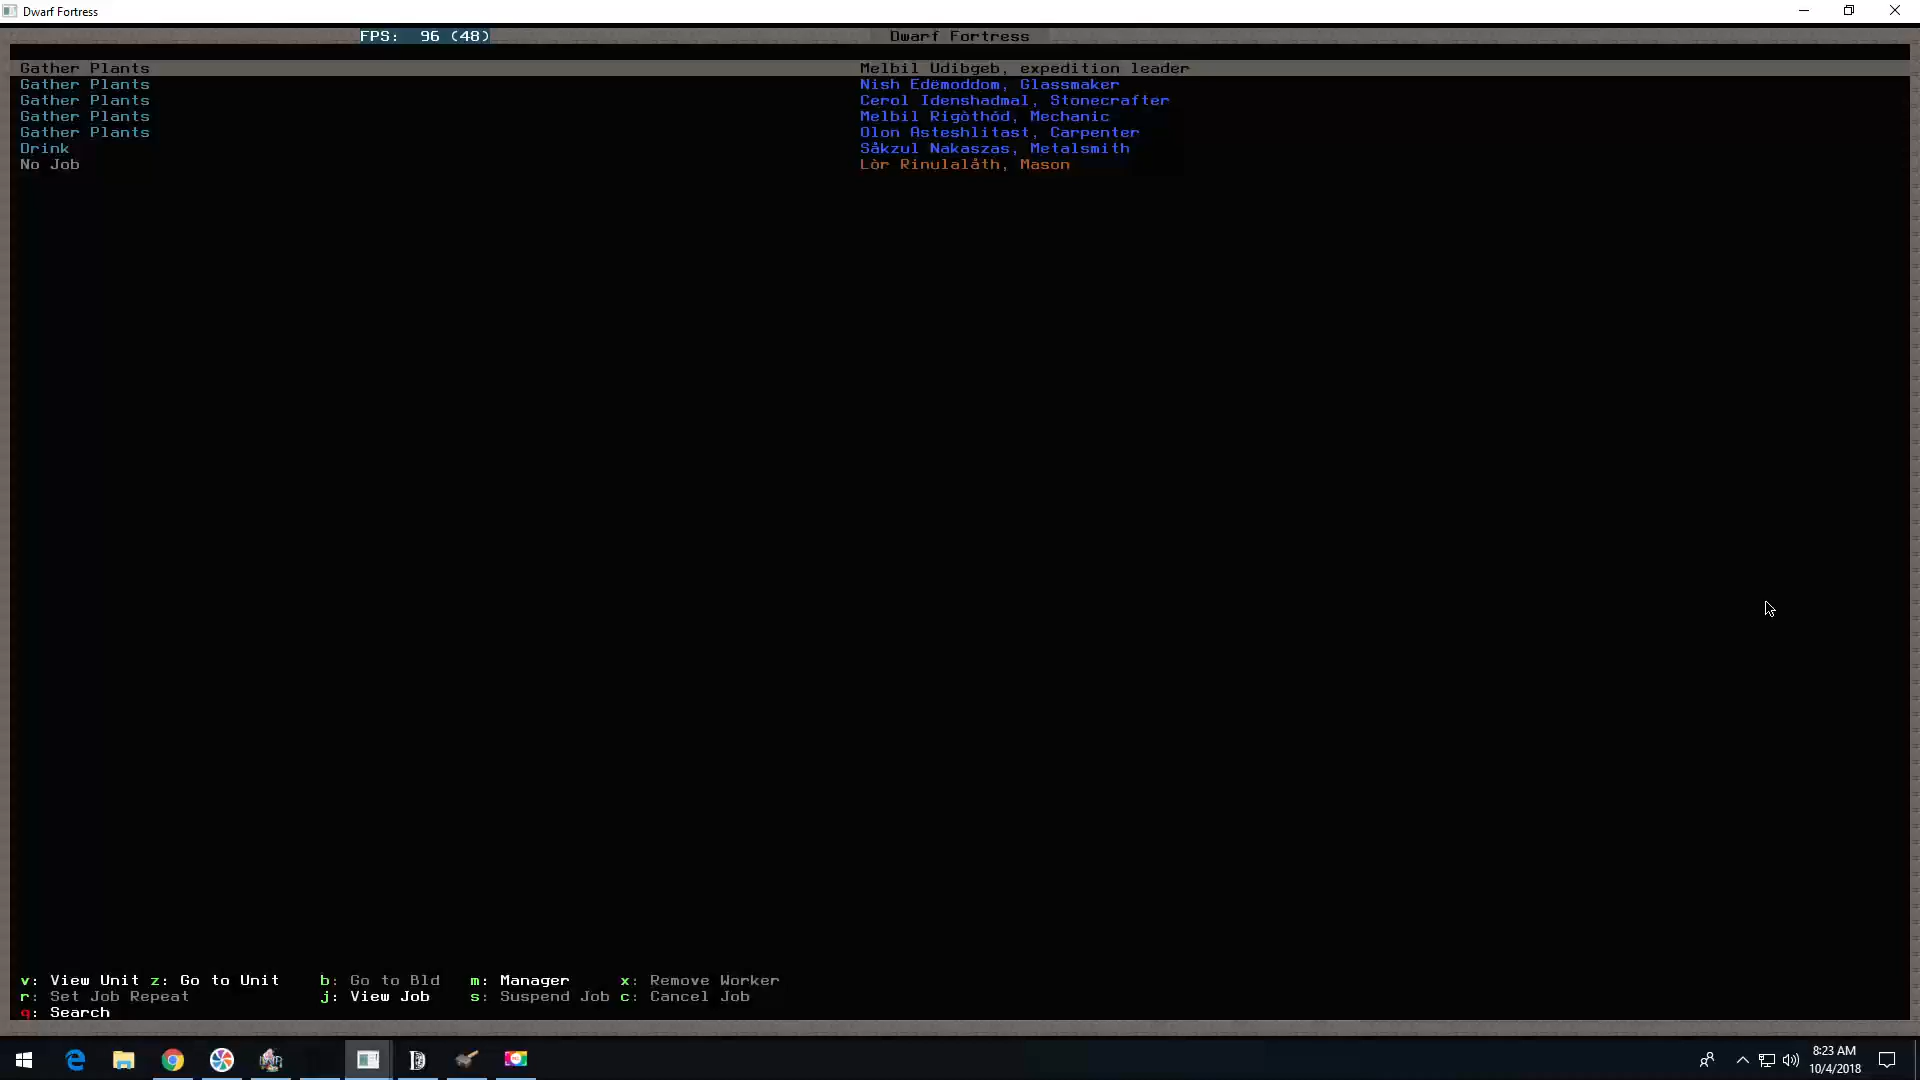 Dwarf Fortress
FPS: 96 (48) Dwarf Fortress
Gather Plants Melbil Udibgeb, expedition leader
Gather Plants Nish Edëmoddom, Glassmaker
Gather Plants Cerol Idenshadmal, Stonecrafter
Gather Plants Melbil Rigòthód, Mechanic
Gather Plants Olon Asteshlitast, Carpenter
Drink Såkzul Nakaszas, Metalsmith
No Job Lòr Rinulalåth, Mason
v: View Unit z: Go to Unit b: Go to Bld m: Manager x: Remove Worker
r: Set Job Repeat j: View Job s: Suspend Job c: Cancel Job
q: Search
8:23 AM
10/4/2018